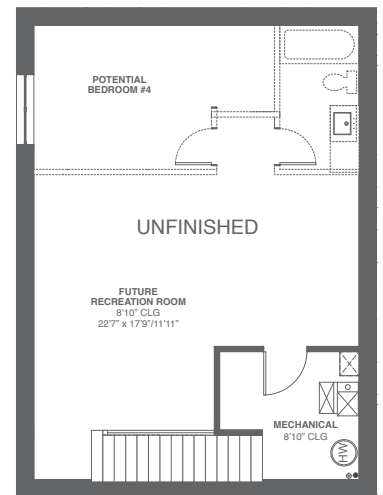 POTENTIAL
BEDROOM #4
UNFINISHED
FUTURE
RECREATION ROOM
8'10" CLG
22'7" x 17'9"/11'11"
MECHANICAL
8'10" CLG
HW